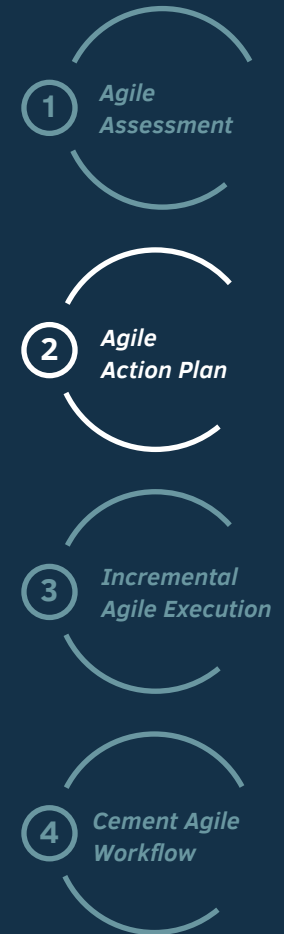 1
Agile
Assessment
2
Agile
Action Plan
3
Incremental
Agile Execution
4
Cement Agile
Workflow